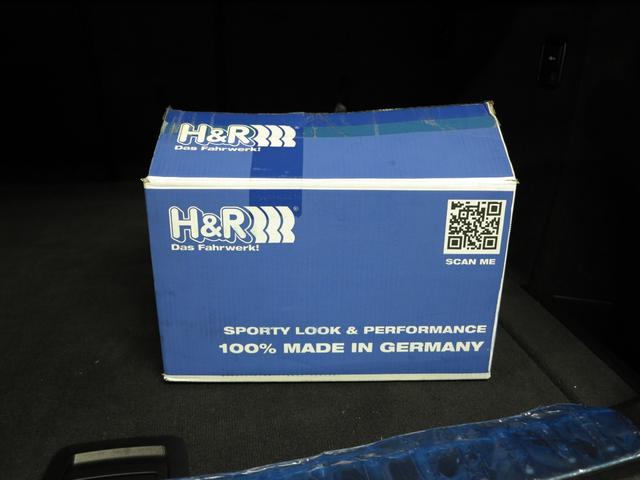 H&R
Das Fahrwerk!
H&R®
Das Fahrwerk!
SCAN ME
SPORTY LOOK & PERFORMANCE
100% MADE IN GERMANY